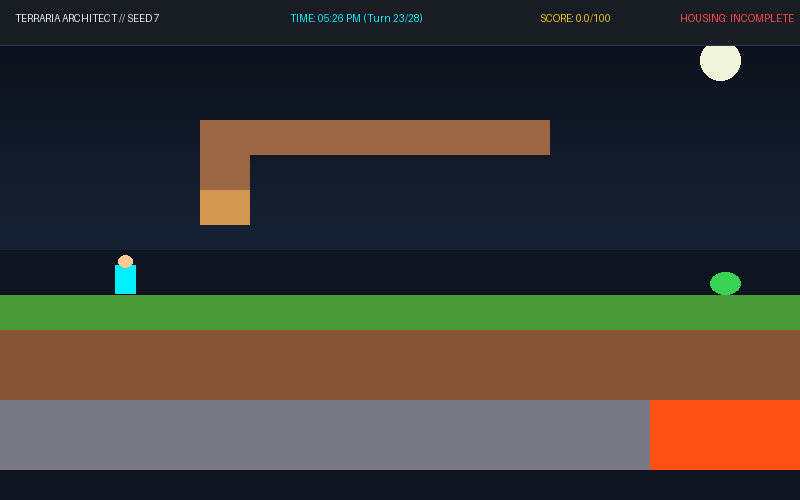 TERRARIA ARCHITECT // SEED 7
TIME: 05:26 PM (Turn 23/28)
SCORE: 0.0/100
HOUSING: INCOMPLETE